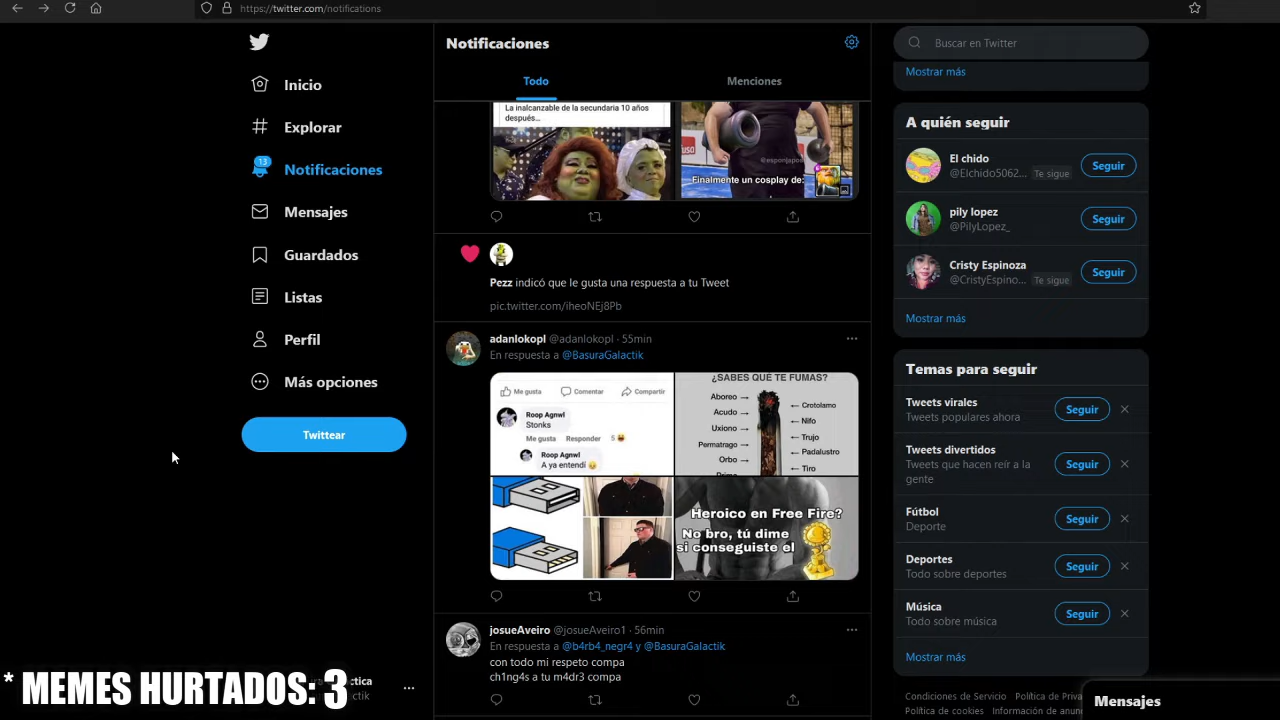 https://twitter.com/notifications
Inicio
Explorar
13
Notificaciones
Mensajes
Guardados
Listas
Perfil
Más opciones
Twittear
ctica
ctik
* MEMES HURTADOS: 3
Notificaciones
Todo
Menciones
La inalcanzable de la secundaria 10 años
después...
Finalmente un cosplay de:
Pezz indicó que le gusta una respuesta a tu Tweet
pic.twitter.com/iheoNEj8Pb
adanlokopl @adanlokopl · 55min
En respuesta a @BasuraGalactik
Me gusta Comentar Compartir
Roop Agnwl
Stonks
Me gusta Responder 5
Roop Agnwl
A ya entendí
¿SABES QUÉ TE FUMAS?
Aboreo
Crotolamo
Acudo
Nifo
Uxiono
Trujo
Permatrago
Padalustro
Orbo
Tiro
Heroico en Free Fire?
No bro, tú dime
si conseguiste el
josueAveiro @josueAveiro1 · 56min
En respuesta a @b4rb4_negr4 y @BasuraGalactik
con todo mi respeto compa
ch1ng4s a tu m4dr3 compa
Buscar en Twitter
Mostrar más
A quién seguir
El chido
@Elchido5062... Te sigue
Seguir
pily lopez
@PilyLopez_
Seguir
Cristy Espinoza
@CristyEspino... Te sigue
Seguir
Mostrar más
Temas para seguir
Tweets virales
Tweets populares ahora
Seguir
Tweets divertidos
Tweets que hacen reír a la
gente
Seguir
Fútbol
Deporte
Seguir
Deportes
Todo sobre deportes
Seguir
Música
Todo sobre música
Seguir
Mostrar más
Condiciones de Servicio Política de Priva
Política de cookies Información de anun
Mensajes